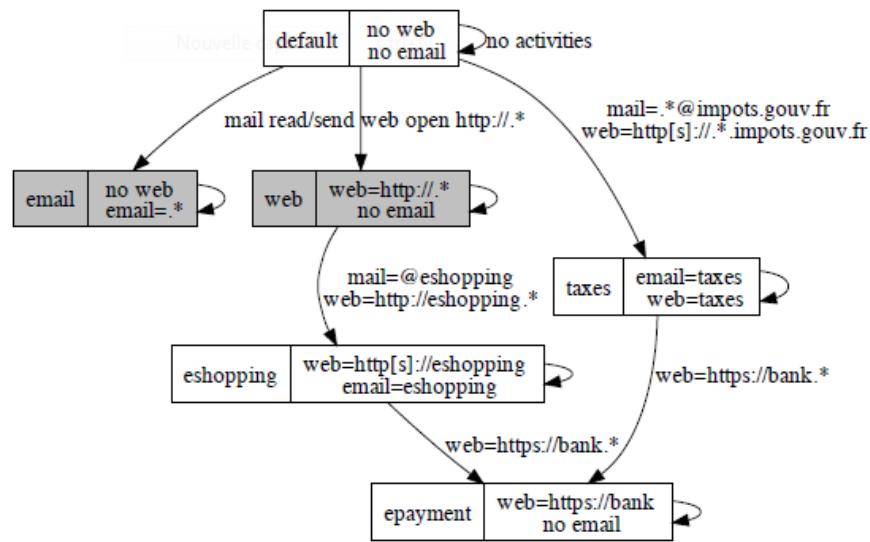 Nouvelle
default
no web
no email
no activities
mail read/send
web open http://.*
mail=.*@impots.gouv.fr
web=http[s]://.*.impots.gouv.fr
email
no web
email=.*
web
web=http://.*
no email
mail=@eshopping
web=http://eshopping.*
taxes
email=taxes
web=taxes
eshopping
web=http[s]://eshopping
email=eshopping
web=https://bank.*
web=https://bank.*
epayment
web=https://bank
no email